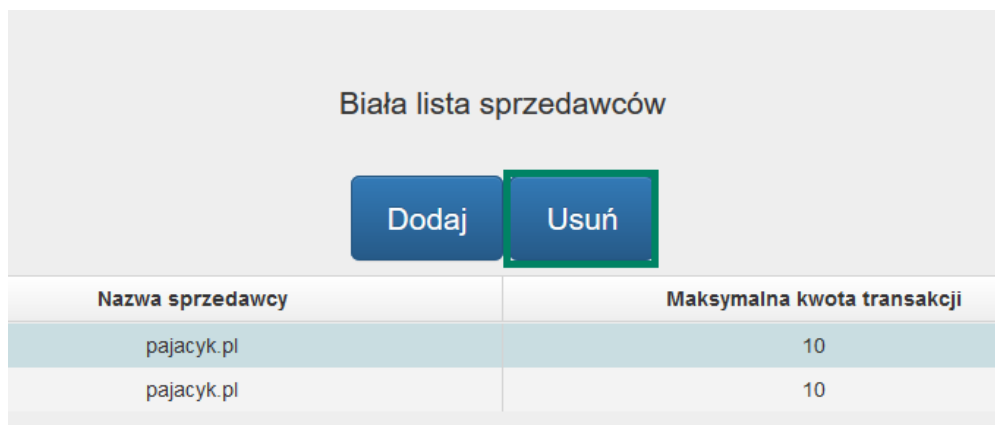 Biała lista sprzedawców
Dodaj Usuń
Nazwa sprzedawcy Maksymalna kwota transakcji
pajacyk.pl 10
pajacyk.pl 10